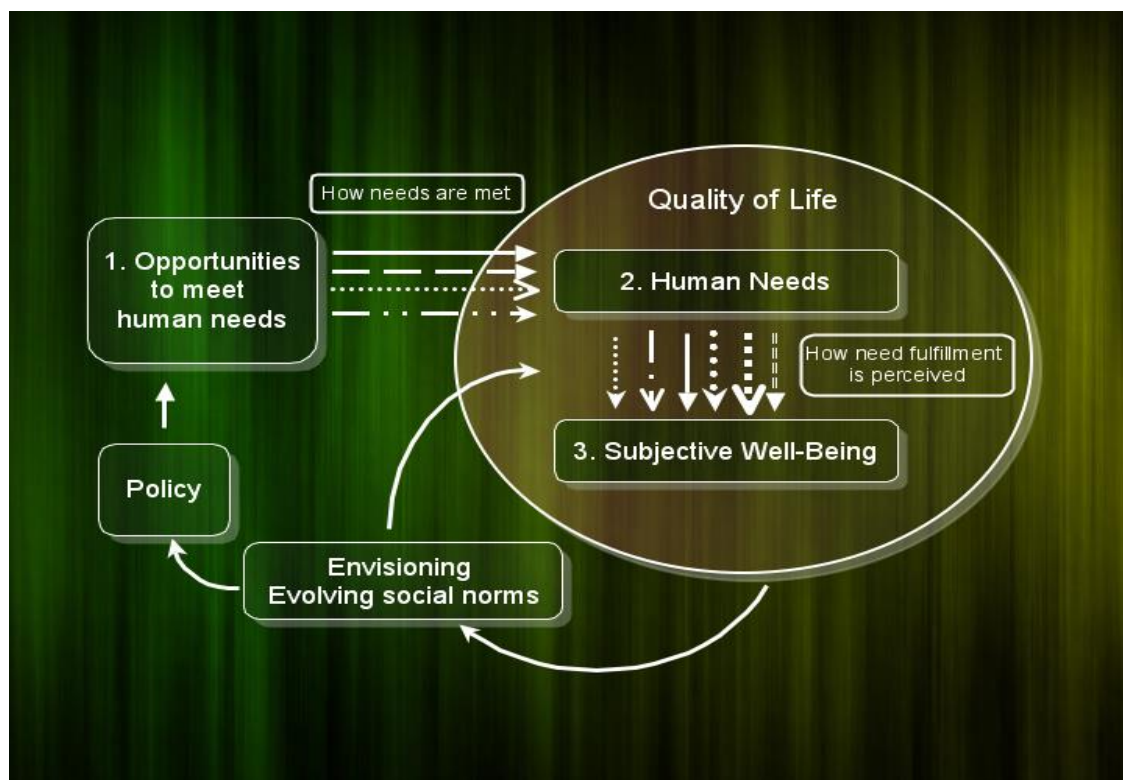 How needs are met
Quality of Life
1. Opportunities
to meet
human needs
2. Human Needs
How need fulfillment
is perceived
3. Subjective Well-Being
Policy
Envisioning
Evolving social norms